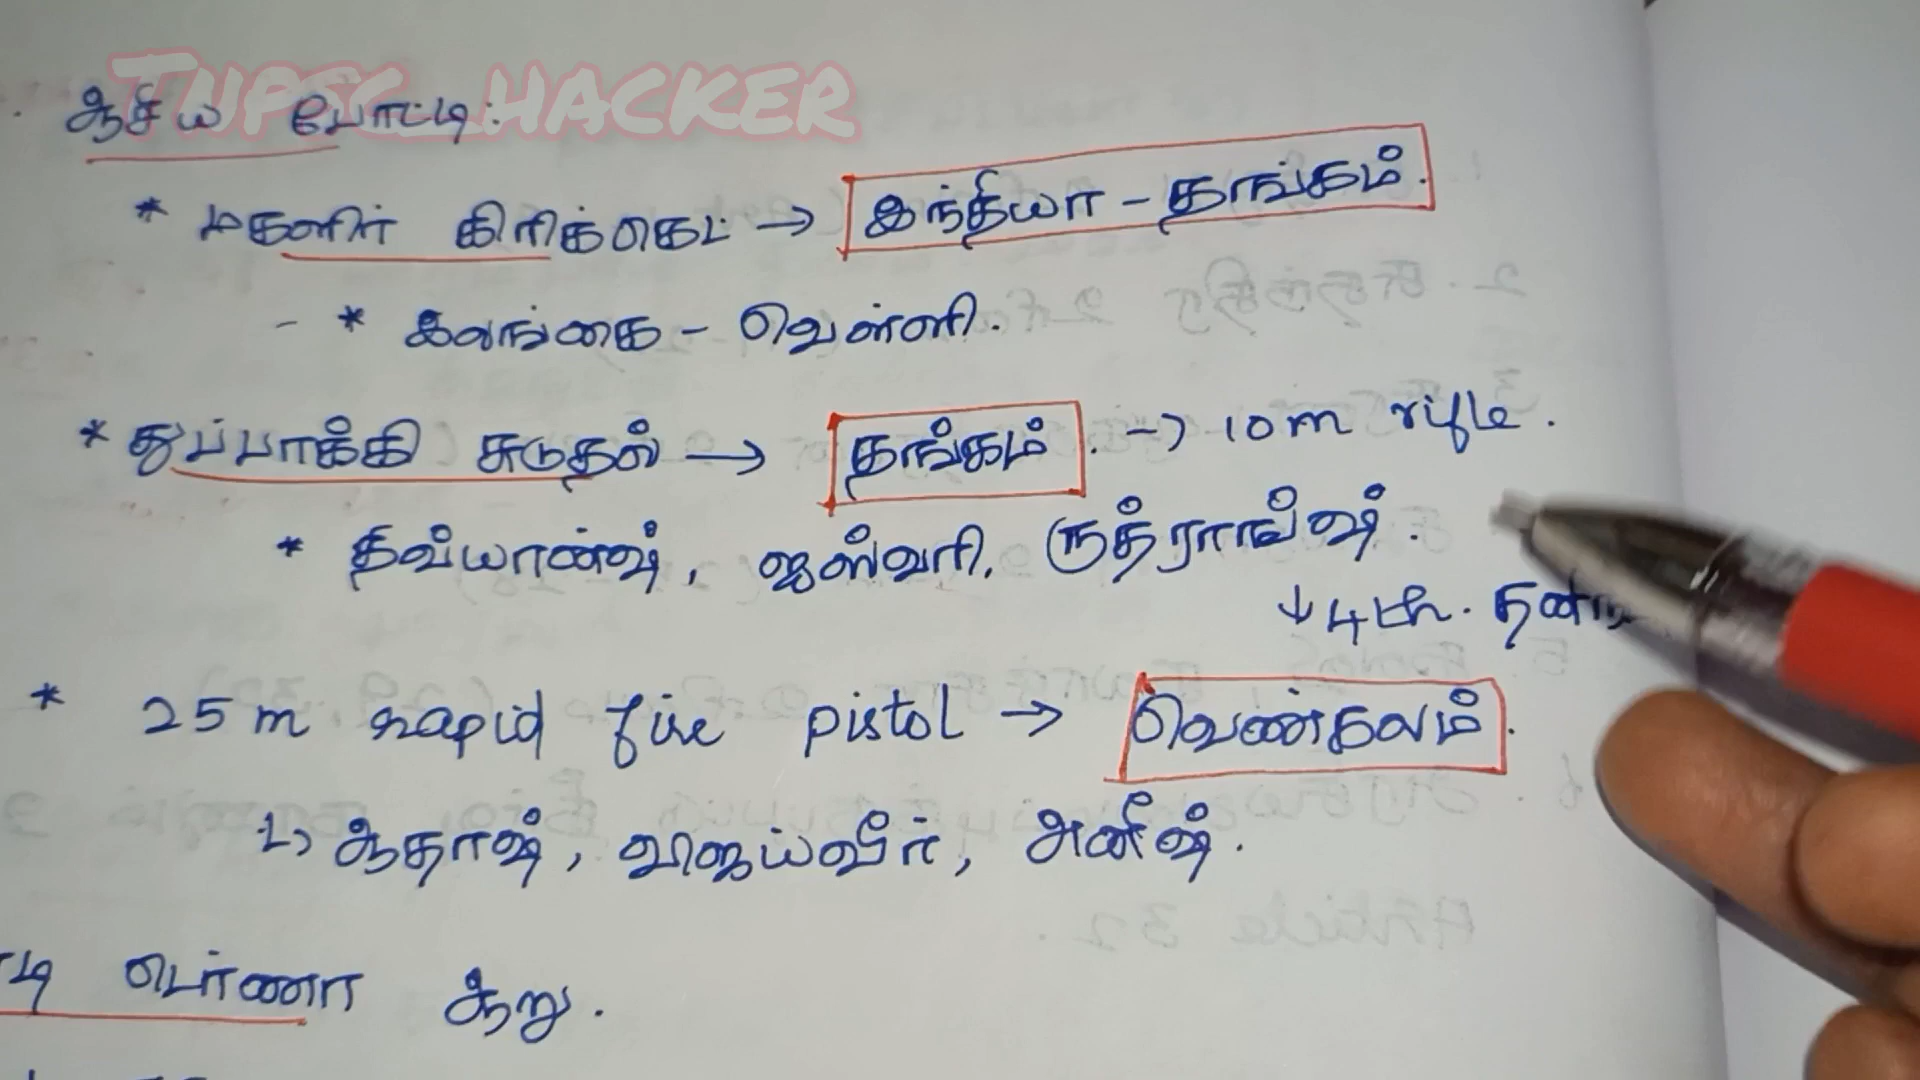 TNPSC HACKER
ஆசிய போட்டி:
* மகளிர் கிரிக்கெட் → இந்தியா - தங்கம்.
- * இலங்கை - வெள்ளி.
* துப்பாக்கி சுடுதல் → தங்கம். → 10m rifle.
* திவ்யான்ஷ், ஐஸ்வரி, ருத்ராங்ஷ்.
↓ 4th.
* 25m rapid fire pistol → வெண்கலம்.
ஆதாஷ், விஜய்வீர், அனீஷ்.
பெர்ணா ஆறு.